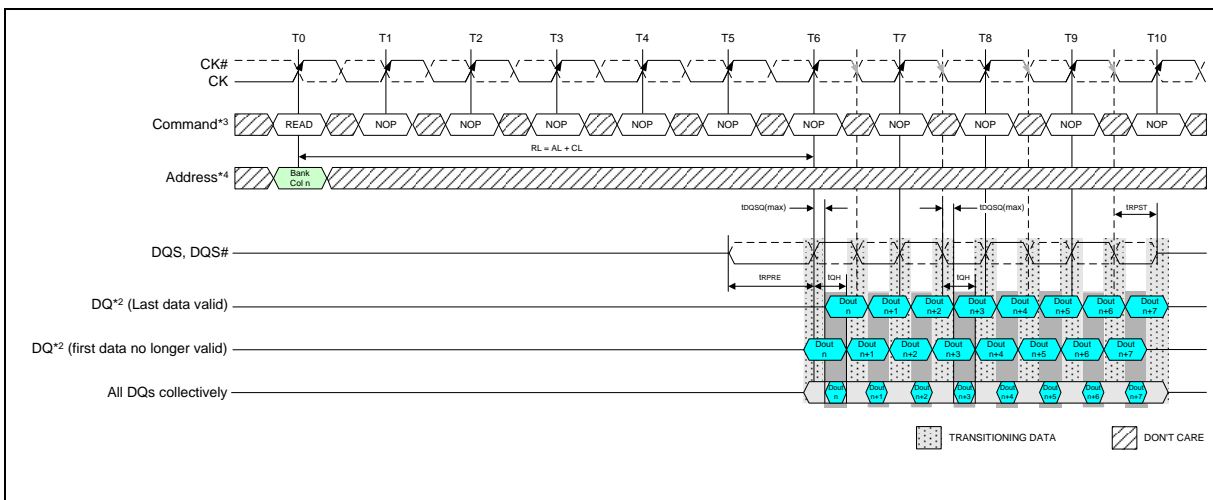 T0 T1 T2 T3 T4 T5 T6 T7 T8 T9 T10
CK#
CK
Command*3 READ NOP NOP NOP NOP NOP NOP NOP NOP NOP NOP
RL = AL + CL
Address*4 Bank
Col n
tDQSQ(max) tDQSQ(max) tRPST
DQS, DQS#
tRPRE tQH tQH
DQ*2 (Last data valid) Dout Dout Dout Dout Dout Dout Dout Dout
n n+1 n+2 n+3 n+4 n+5 n+6 n+7
DQ*2 (first data no longer valid) Dout Dout Dout Dout Dout Dout Dout Dout
n n+1 n+2 n+3 n+4 n+5 n+6 n+7
All DQs collectively Dout Dout Dout Dout Dout Dout Dout Dout
n n+1 n+2 n+3 n+4 n+5 n+6 n+7
TRANSITIONING DATA DON'T CARE